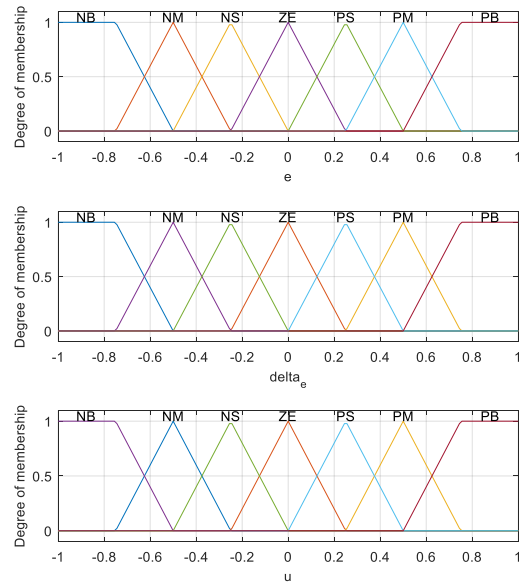 NB NM NS ZE PS PM PB
1
0.5
0
Degree of membership
-1 -0.8 -0.6 -0.4 -0.2 0 0.2 0.4 0.6 0.8 1
e
NB NM NS ZE PS PM PB
1
0.5
0
Degree of membership
-1 -0.8 -0.6 -0.4 -0.2 0 0.2 0.4 0.6 0.8 1
delta_e
NB NM NS ZE PS PM PB
1
0.5
0
Degree of membership
-1 -0.8 -0.6 -0.4 -0.2 0 0.2 0.4 0.6 0.8 1
u